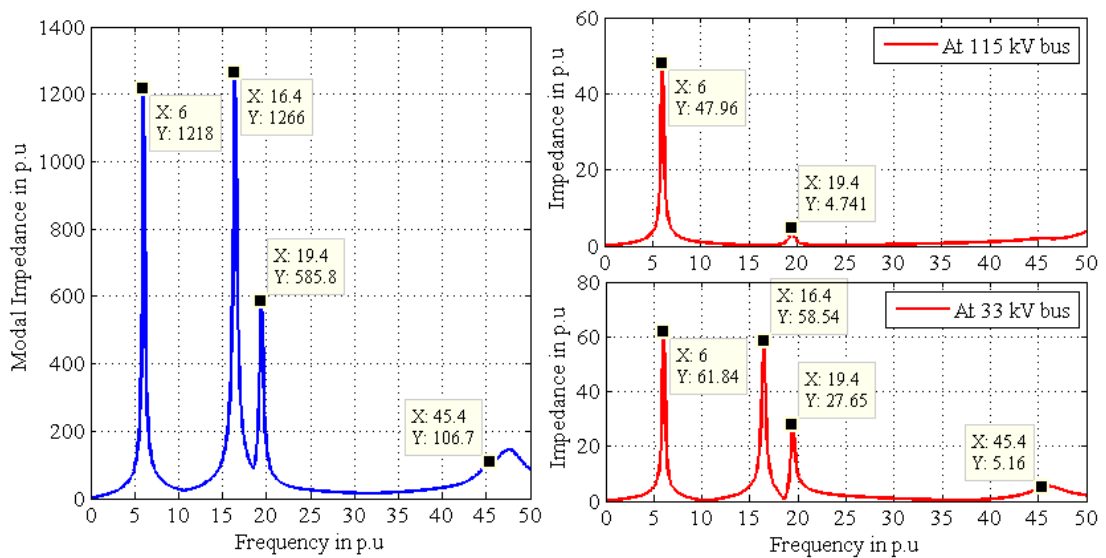 Modal Impedance in p.u
1400
1200
1000
800
600
400
200
0
X: 6
Y: 1218
X: 16.4
Y: 1266
X: 19.4
Y: 585.8
X: 45.4
Y: 106.7
0 5 10 15 20 25 30 35 40 45 50
Frequency in p.u
Impedance in p.u
60
40
20
0
At 115 kV bus
X: 6
Y: 47.96
X: 19.4
Y: 4.741
0 5 10 15 20 25 30 35 40 45 50
Impedance in p.u
80
60
40
20
0
X: 16.4
Y: 58.54
At 33 kV bus
X: 6
Y: 61.84
X: 19.4
Y: 27.65
X: 45.4
Y: 5.16
0 5 10 15 20 25 30 35 40 45 50
Frequency in p.u